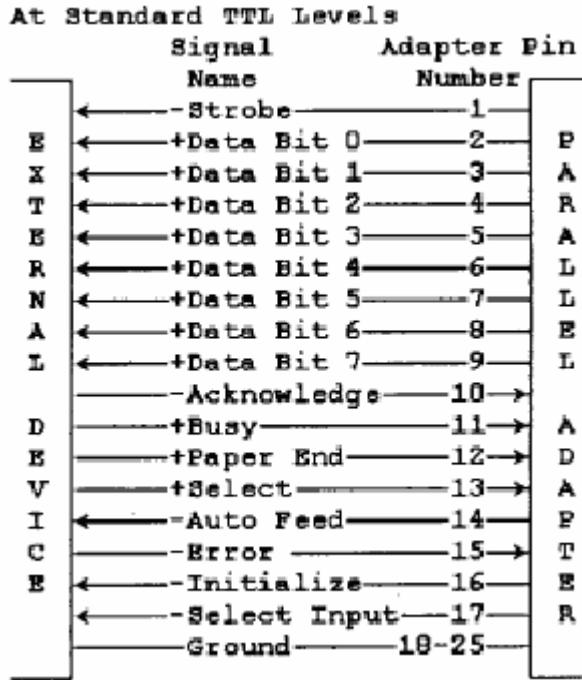 At Standard TTL Levels
Signal Adapter Pin
Name Number
-Strobe 1
E +Data Bit 0 2 P
X +Data Bit 1 3 A
T +Data Bit 2 4 R
E +Data Bit 3 5 A
R +Data Bit 4 6 L
N +Data Bit 5 7 L
A +Data Bit 6 8 E
L +Data Bit 7 9 L
-Acknowledge 10
D +Busy 11 A
E +Paper End 12 D
V +Select 13 A
I -Auto Feed 14 P
C -Error 15 T
E -Initialize 16 E
-Select Input 17 R
Ground 18-25